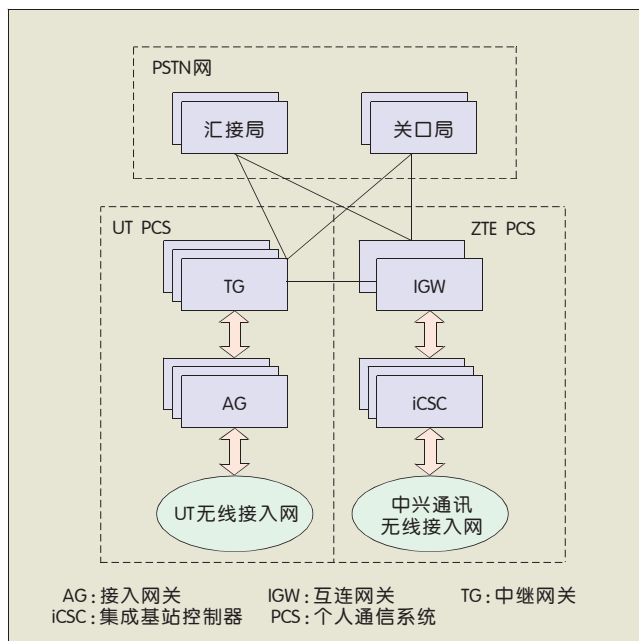 PSTN网
汇接局
关口局
UT PCS
ZTE PCS
TG
IGW
AG
iCSC
UT无线接入网
中兴通讯
无线接入网
AG:接入网关 IGW:互连网关 TG:中继网关
iCSC:集成基站控制器 PCS:个人通信系统